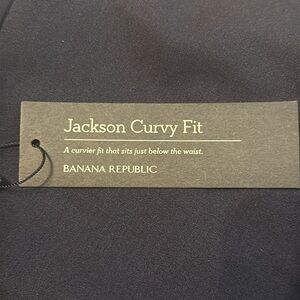 Jackson Curvy Fit
A curvier fit that sits just below the waist.
BANANA REPUBLIC